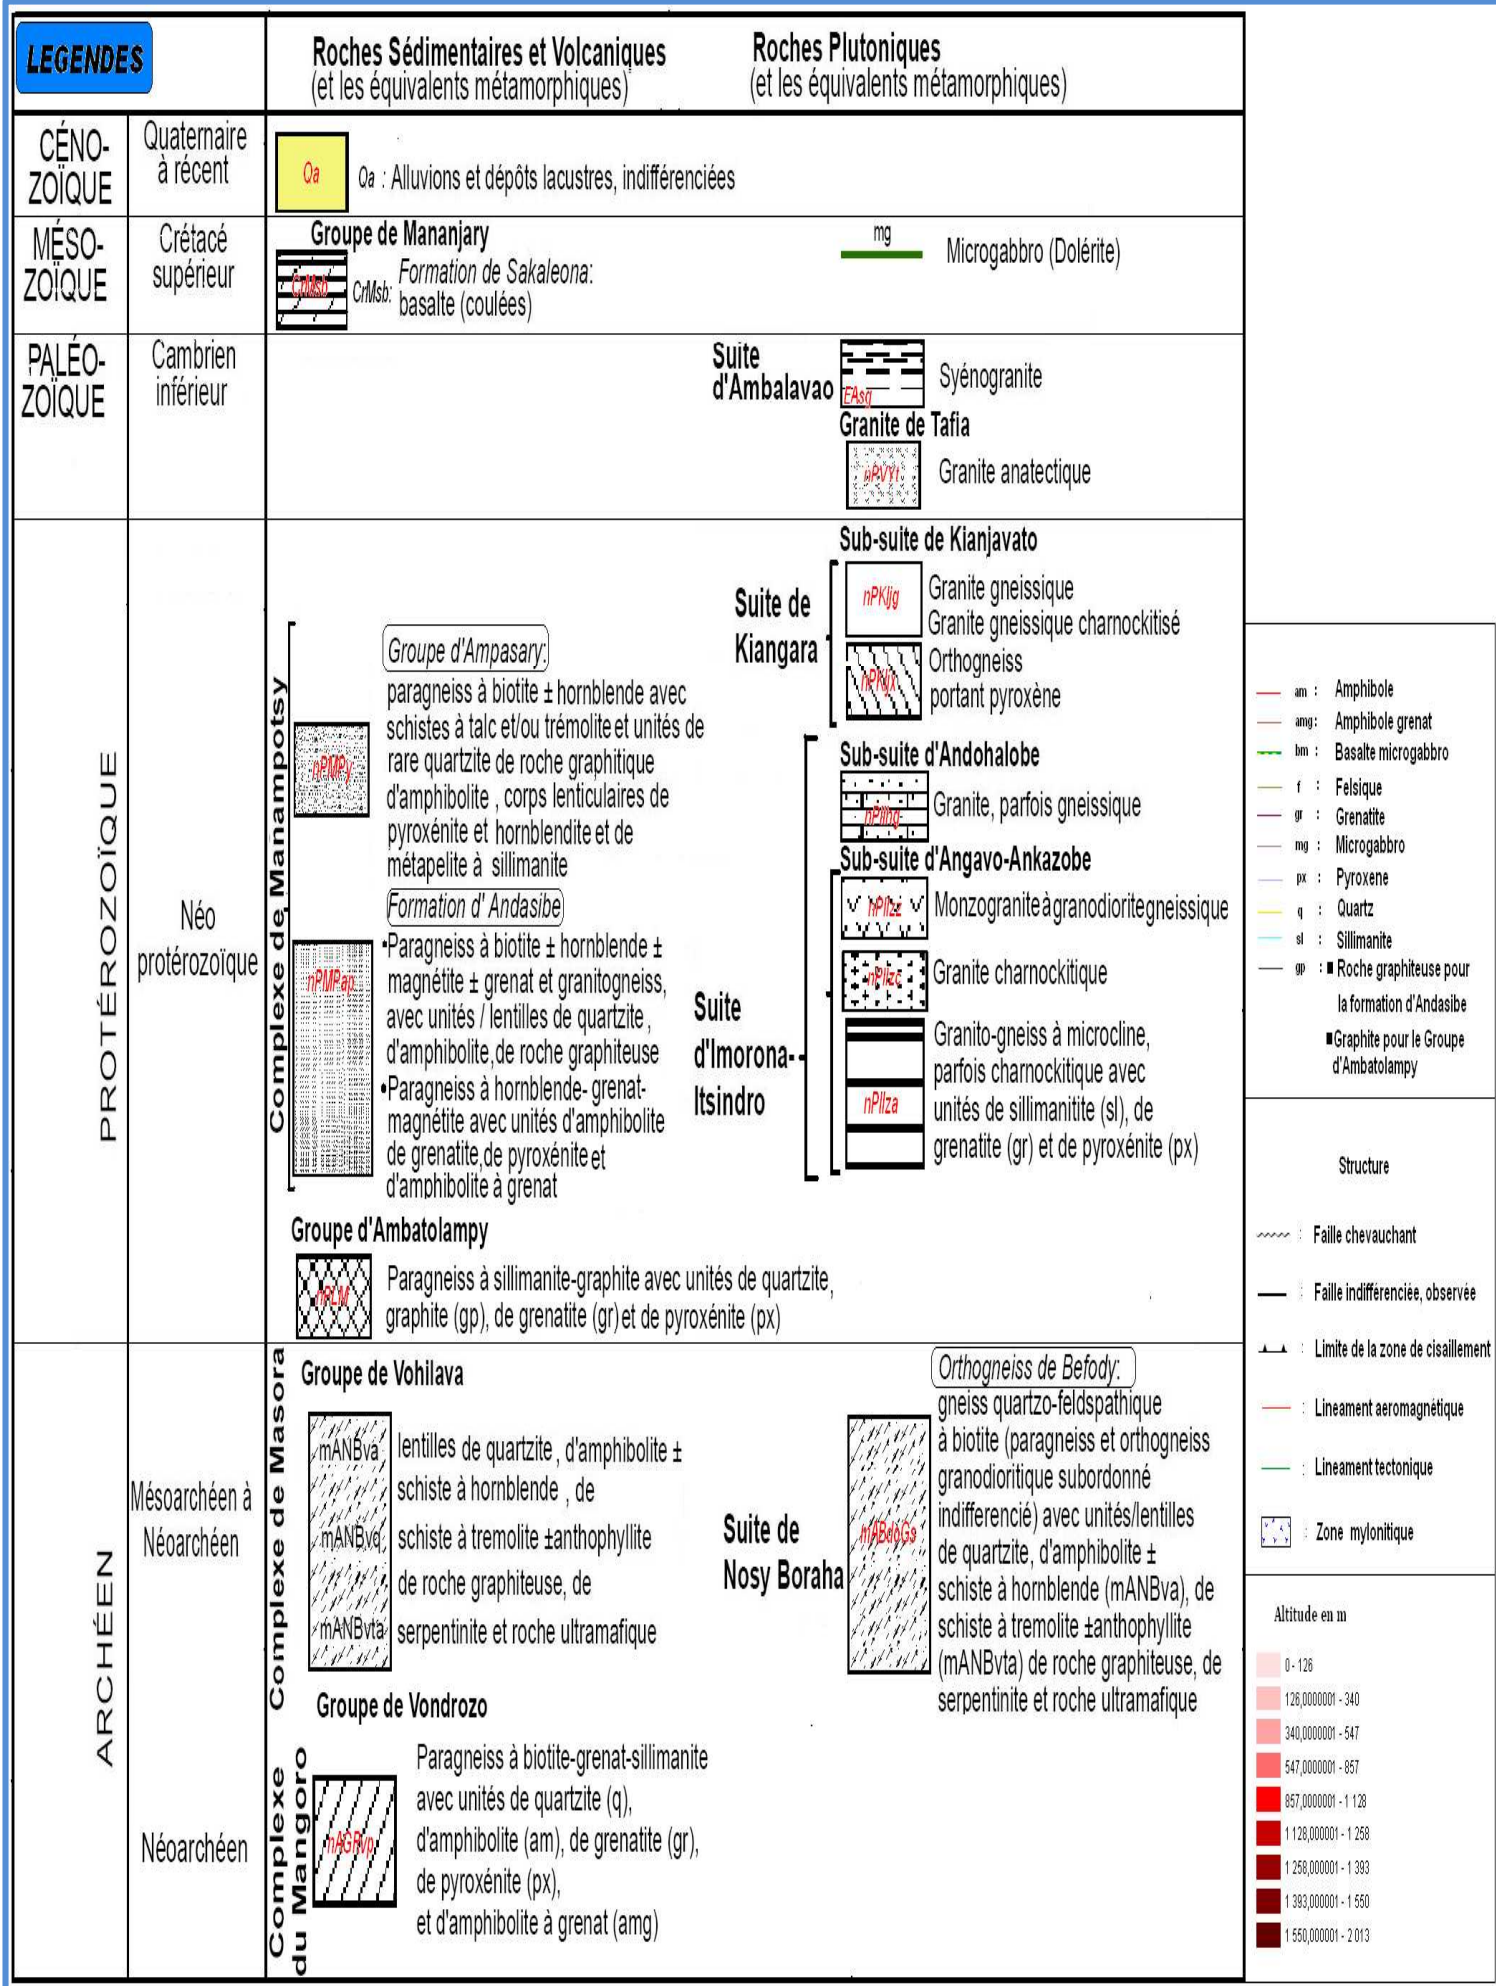 LEGENDES
Roches Sédimentaires et Volcaniques
(et les équivalents métamorphiques)
Roches Plutoniques
(et les équivalents métamorphiques)
CÉNO-
ZOÏQUE
Quaternaire
à récent
Qa
Qa : Alluvions et dépôts lacustres, indifférenciées
MÉSO-
ZOÏQUE
Crétacé
supérieur
Groupe de Mananjary
CrMsb
CrMsb:
Formation de Sakaleona:
basalte (coulées)
mg
Microgabbro (Dolérite)
PALÉO-
ZOÏQUE
Cambrien
inférieur
Suite
d'Ambalavao
EAsg
Syénogranite
Granite de Tafia
nPVYt
Granite anatectique
PROTÉROZOÏQUE
Néo
protérozoïque
Complexe de Manampotsy
Groupe d'Ampasary:
nPMPy
paragneiss à biotite ± hornblende avec
schistes à talc et/ou trémolite et unités de
rare quartzite de roche graphitique
d'amphibolite , corps lenticulaires de
pyroxénite et hornblendite et de
métapelite à sillimanite
Formation d' Andasibe
nPMPap
•Paragneiss à biotite ± hornblende ±
magnétite ± grenat et granitogneiss,
avec unités / lentilles de quartzite ,
d'amphibolite, de roche graphiteuse
•Paragneiss à hornblende- grenat-
magnétite avec unités d'amphibolite
de grenatite, de pyroxénite et
d'amphibolite à grenat
Groupe d'Ambatolampy
nPLM
Paragneiss à sillimanite-graphite avec unités de quartzite,
graphite (gp), de grenatite (gr) et de pyroxénite (px)
Suite de
Kiangara
Sub-suite de Kianjavato
nPKIjg
Granite gneissique
Granite gneissique charnockitisé
nPKIjx
Orthogneiss
portant pyroxène
Suite
d'Imorona-
Itsindro
Sub-suite d'Andohalobe
nPIIhg
Granite, parfois gneissique
Sub-suite d'Angavo-Ankazobe
nPIIzz
Monzogranite à granodiorite gneissique
nPIIzc
Granite charnockitique
nPIIza
Granito-gneiss à microcline,
parfois charnockitique avec
unités de sillimanitite (sl), de
grenatite (gr) et de pyroxénite (px)
ARCHÉEN
Mésoarchéen à
Néoarchéen
Complexe de Masora
Groupe de Vohilava
mANBva
mANBvq
mANBvta
lentilles de quartzite , d'amphibolite ±
schiste à hornblende , de
schiste à tremolite ±anthophyllite
de roche graphiteuse, de
serpentinite et roche ultramafique
Suite de
Nosy Boraha
mABdoGs
Orthogneiss de Befody:
gneiss quartzo-feldspathique
à biotite (paragneiss et orthogneiss
granodioritique subordonné
indifferencié) avec unités/lentilles
de quartzite, d'amphibolite ±
schiste à hornblende (mANBva), de
schiste à tremolite ±anthophyllite
(mANBvta) de roche graphiteuse, de
serpentinite et roche ultramafique
Néoarchéen
Complexe
du Mangoro
Groupe de Vondrozo
nAGRvp
Paragneiss à biotite-grenat-sillimanite
avec unités de quartzite (q),
d'amphibolite (am), de grenatite (gr),
de pyroxénite (px),
et d'amphibolite à grenat (amg)
am : Amphibole
amg: Amphibole grenat
bm : Basalte microgabbro
f : Felsique
gr : Grenatite
mg : Microgabbro
px : Pyroxene
q : Quartz
sl : Sillimanite
gp : ■ Roche graphiteuse pour
la formation d'Andasibe
■Graphite pour le Groupe
d'Ambatolampy
Structure
: Faille chevauchant
: Faille indifférenciée, observée
: Limite de la zone de cisaillement
: Lineament aeromagnétique
: Lineament tectonique
: Zone mylonitique
Altitude en m
0 - 126
126,0000001 - 340
340,0000001 - 547
547,0000001 - 857
857,0000001 - 1 128
1 128,000001 - 1 258
1 258,000001 - 1 393
1 393,000001 - 1 550
1 550,000001 - 2 013